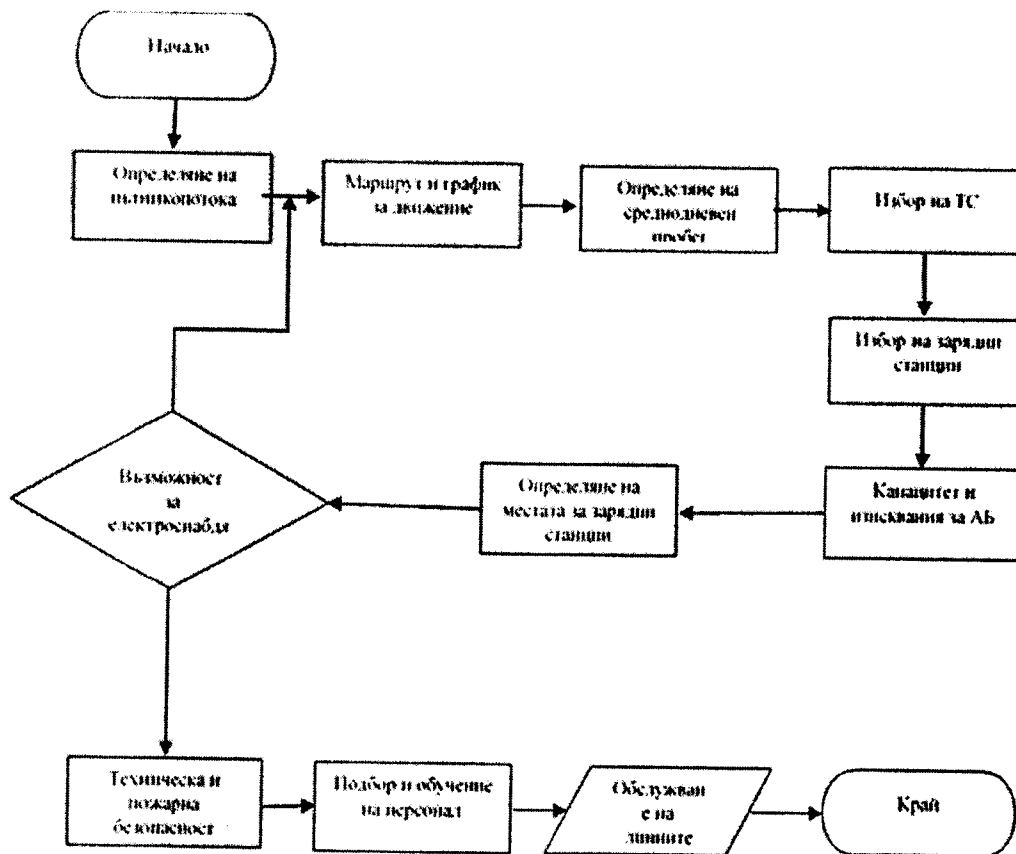 Начало
Определяне на
пътникопотока
Маршрут и график
за движение
Определяне на
среднодневен
пробег
Избор на ТС
Избор на зарядни
станции
Капацитет и
изисквания за АБ
Определяне на
местата за зарядни
станции
Възможност
за
електроснабдя
Техническа и
пожарна
безопасност
Подбор и обучение
на персонал
Обслужван
е на
линиите
Край